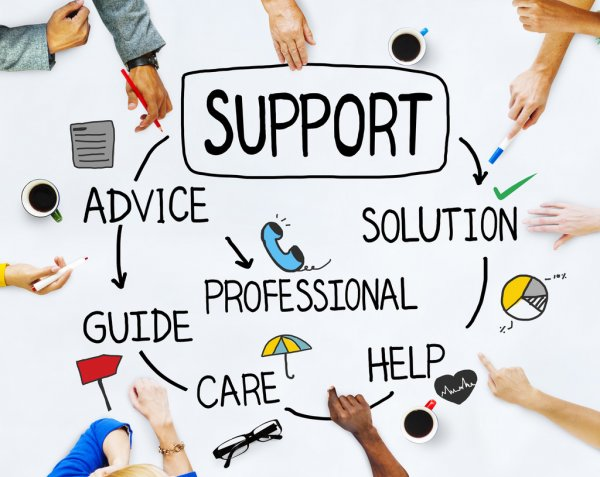 SUPPORT
ADVICE
SOLUTION
PROFESSIONAL
GUIDE
HELP
CARE